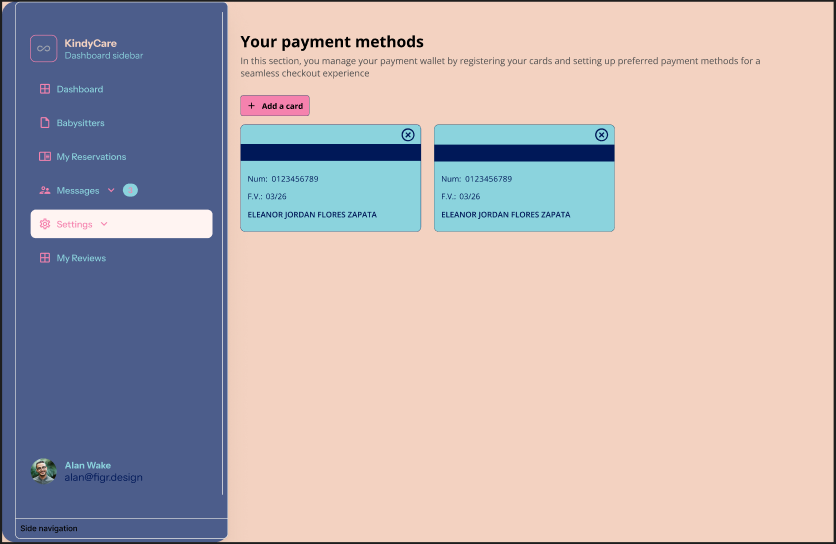 KindyCare
Dashboard sidebar
Dashboard
Babysitters
My Reservations
Messages
Settings
My Reviews
Alan Wake
alan@figr.design
Side navigation
Your payment methods
In this section, you manage your payment wallet by registering your cards and setting up preferred payment methods for a
seamless checkout experience
+ Add a card
Num: 0123456789
F.V.: 03/26
ELEANOR JORDAN FLORES ZAPATA
Num: 0123456789
F.V.: 03/26
ELEANOR JORDAN FLORES ZAPATA